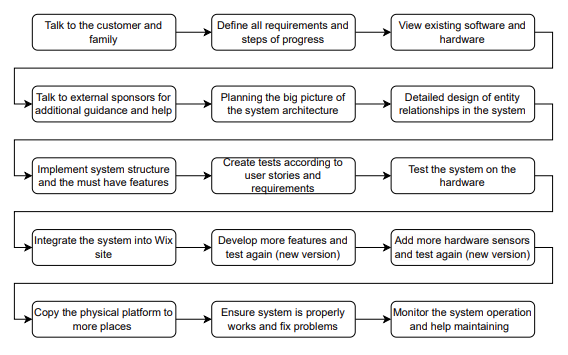 Talk to the customer and
family
Define all requirements and
steps of progress
View existing software and
hardware
Talk to external sponsors for
additional guidance and help
Planning the big picture of
the system architecture
Detailed design of entity
relationships in the system
Implement system structure
and the must have features
Create tests according to
user stories and
requirements
Test the system on the
hardware
Integrate the system into Wix
site
Develop more features and
test again (new version)
Add more hardware sensors
and test again (new version)
Copy the physical platform to
more places
Ensure system is properly
works and fix problems
Monitor the system operation
and help maintaining